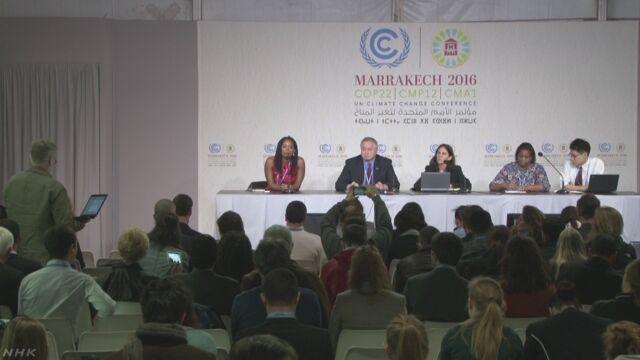 MARRAKECH 2016
COP22 | CMP12 | CMA1
UN CLIMATE CHANGE CONFERENCE
مؤتمر الأمم المتحدة لتغير المناخ
NHK